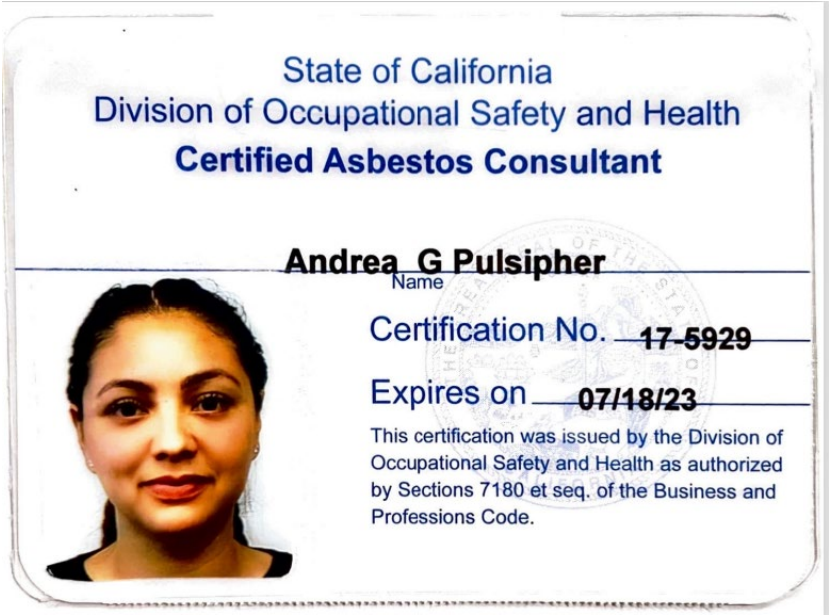 State of California
Division of Occupational Safety and Health
Certified Asbestos Consultant
Andrea G Pulsipher
Name
Certification No. 17-5929
Expires on 07/18/23
This certification was issued by the Division of
Occupational Safety and Health as authorized
by Sections 7180 et seq. of the Business and
Professions Code.